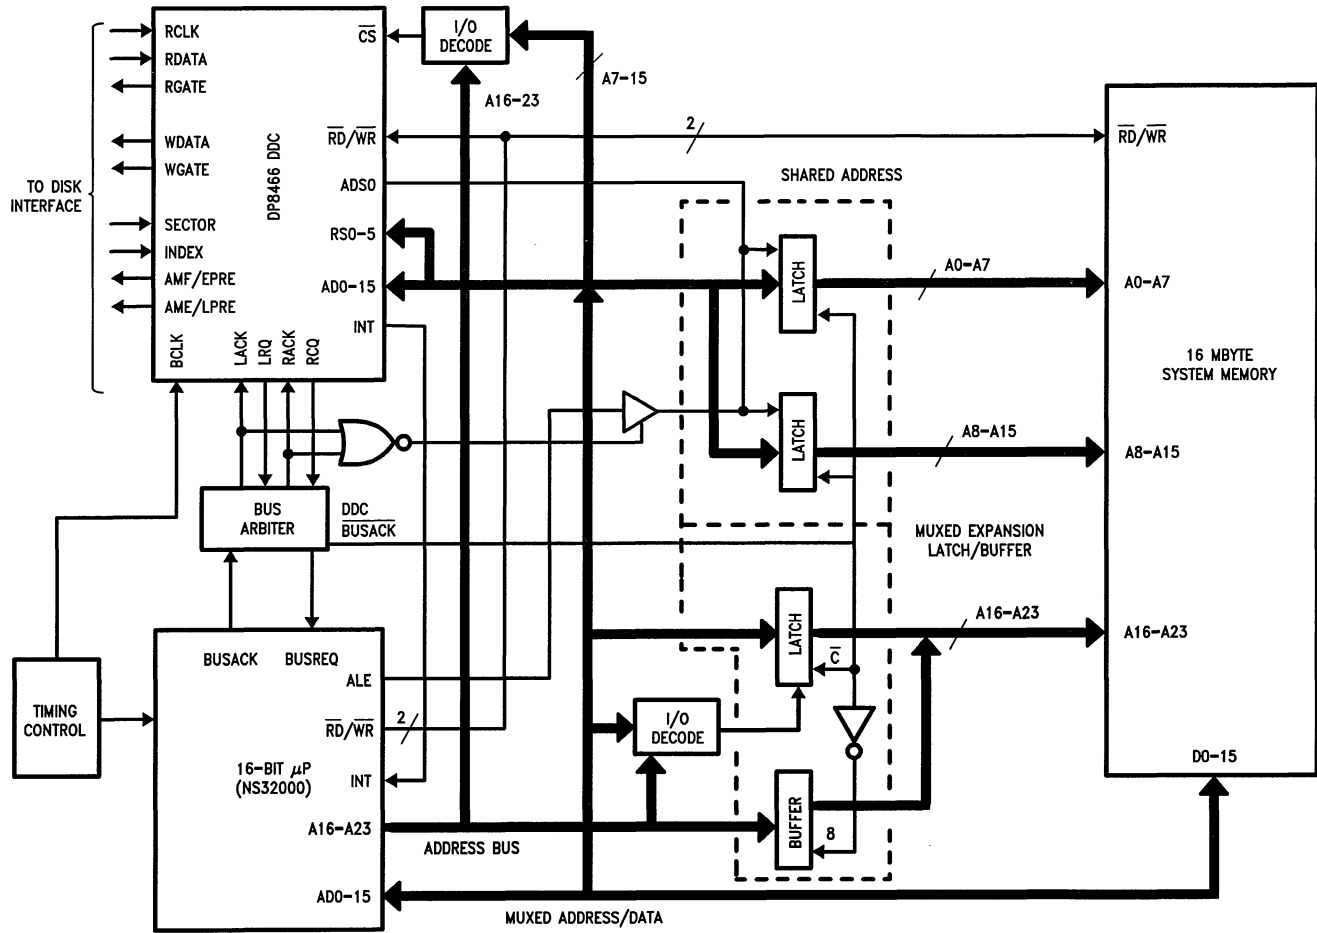 RCLK
RDATA
RGATE
WDATA
WGATE
TO DISK
INTERFACE
SECTOR
INDEX
AMF/EPRE
AME/LPRE
BCLK
LACK
LRQ
RACK
RCQ
DP8466 DDC
CS
RD/WR
ADS0
RS0-5
AD0-15
INT
I/O
DECODE
A16-23
A7-15
2
SHARED ADDRESS
LATCH
A0-A7
LATCH
A8-A15
RD/WR
A0-A7
16 MBYTE
SYSTEM MEMORY
A8-A15
A16-A23
D0-15
BUS
ARBITER
DDC
BUSACK
MUXED EXPANSION
LATCH/BUFFER
LATCH
A16-A23
C
I/O
DECODE
BUFFER
8
TIMING
CONTROL
BUSACK
BUSREQ
ALE
RD/WR
2
INT
16-BIT μP
(NS32000)
A16-A23
ADDRESS BUS
AD0-15
MUXED ADDRESS/DATA